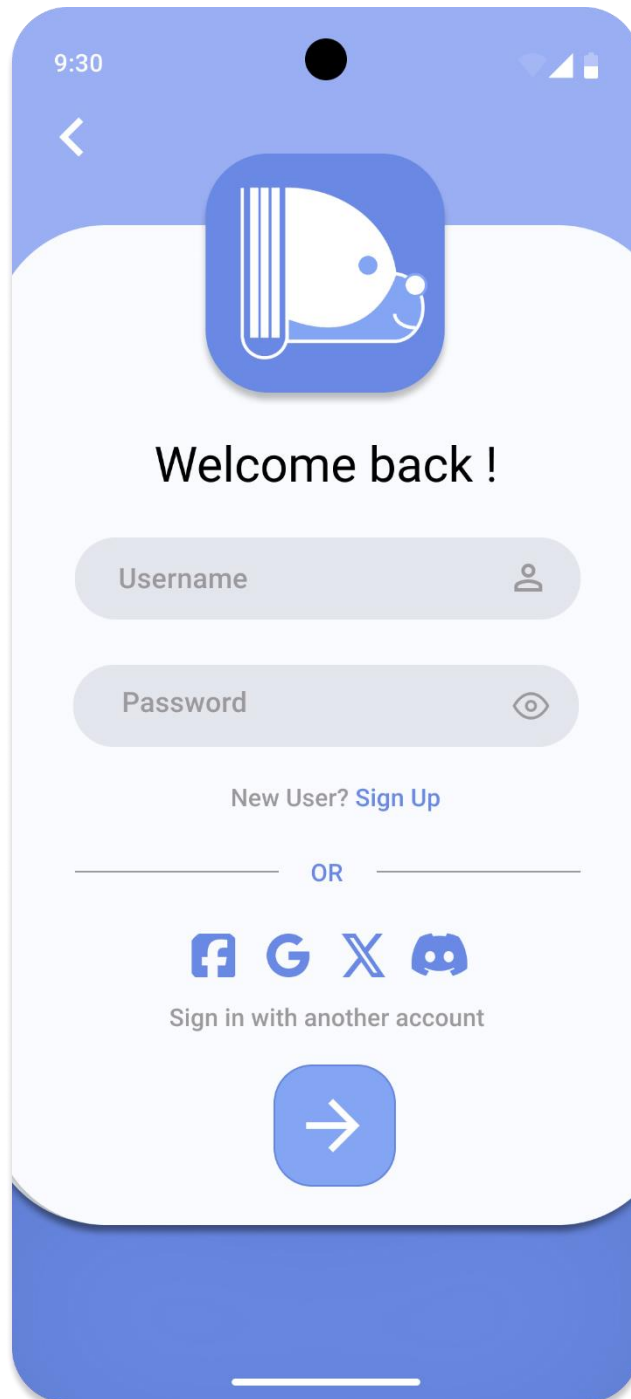 9:30
Welcome back !
Username
Password
New User? Sign Up
OR
Sign in with another account